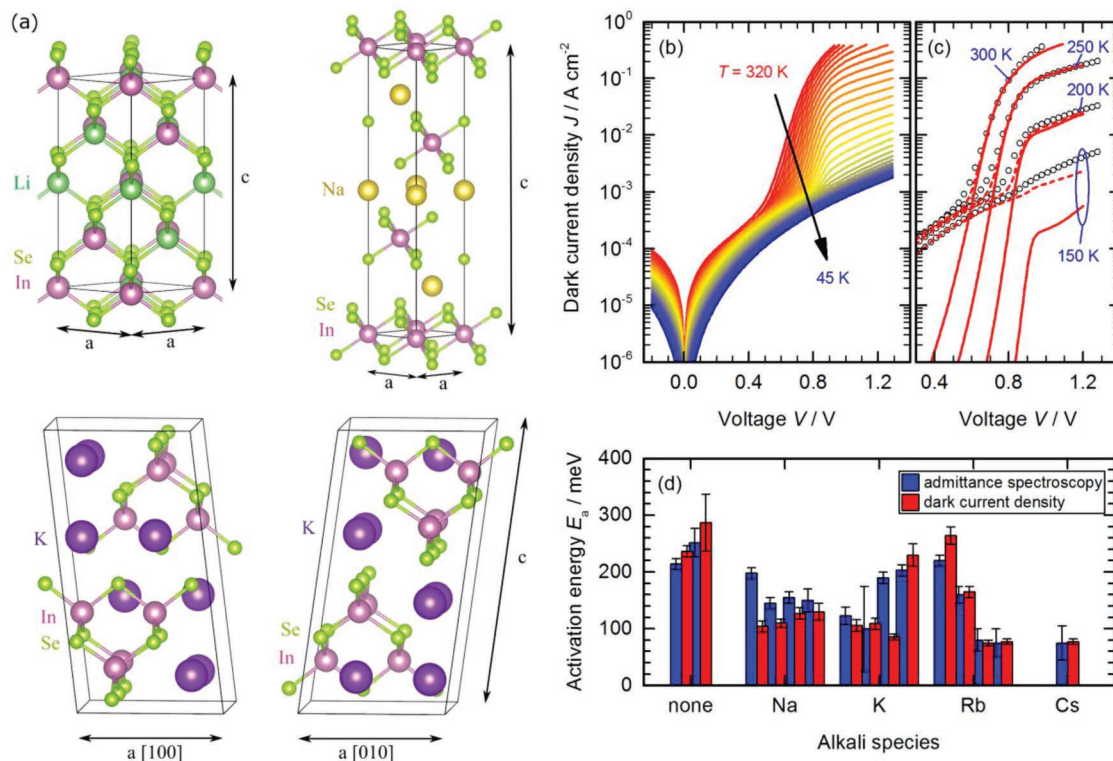 (a)
c
Li
Se
In
a a
c
Na
Se
In
a a
K
In
Se
a [100]
K
Se
In
c
a [010]
(b)
Dark current density J / A cm⁻²
10⁰
10⁻¹
10⁻²
10⁻³
10⁻⁴
10⁻⁵
10⁻⁶
T = 320 K
45 K
0.0 0.4 0.8 1.2
Voltage V / V
(c)
300 K
250 K
200 K
150 K
0.4 0.8 1.2
Voltage V / V
(d)
admittance spectroscopy
dark current density
Activation energy Eₐ / meV
400
300
200
100
0
none Na K Rb Cs
Alkali species